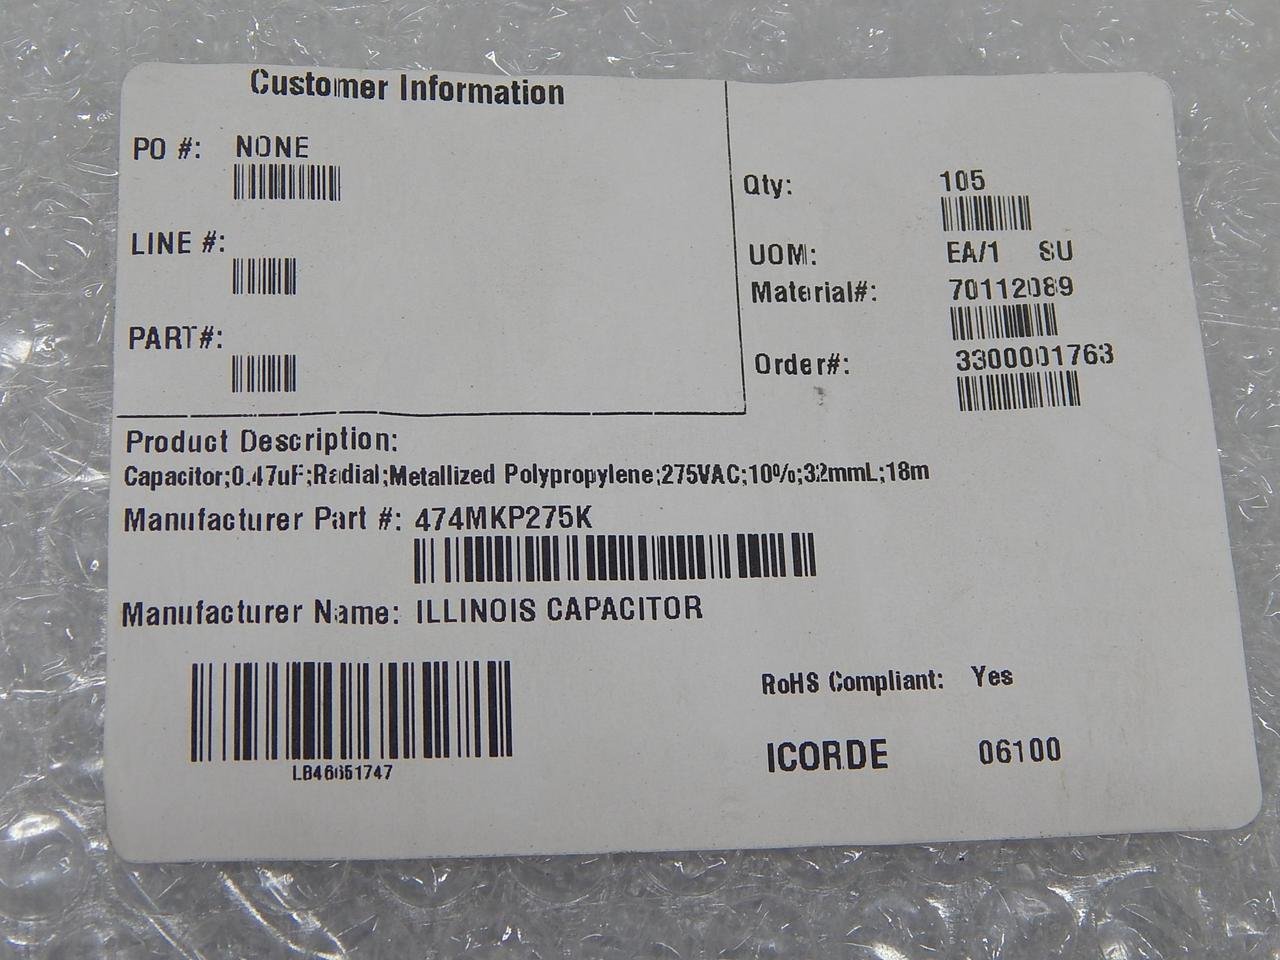 Customer Information
PO #: NONE
LINE #:
PART#:
Qty: 105
UOM: EA/1 SU
Material#: 70112089
Order#: 3300001763
Product Description:
Capacitor;0.47uF;Radial;Metallized Polypropylene;275VAC;10%;32mmL;18m
Manufacturer Part #: 474MKP275K
Manufacturer Name: ILLINOIS CAPACITOR
RoHS Compliant: Yes
ICORDE 06100
LB46651747